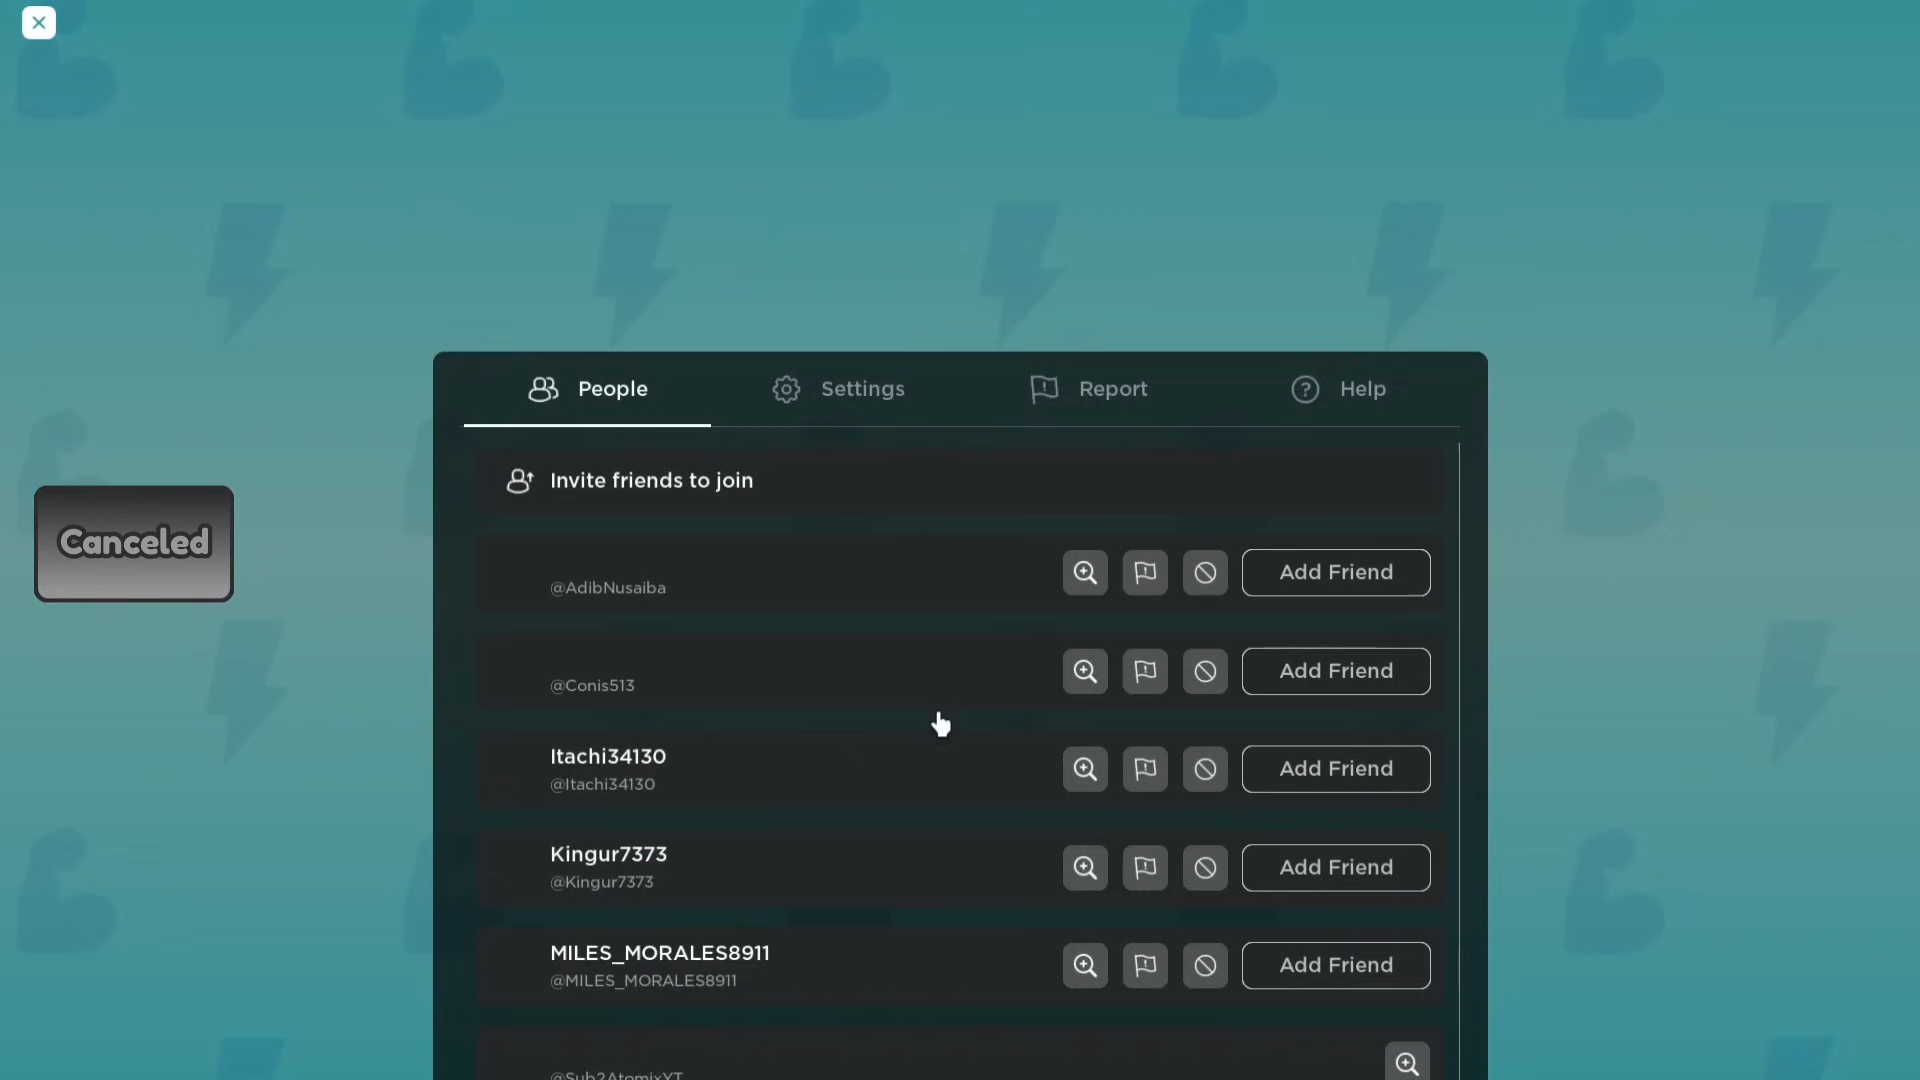 People
Settings
Report
Help
Invite friends to join
Canceled
@AdibNusaiba
Add Friend
@Conis513
Add Friend
Itachi34130
@Itachi34130
Add Friend
Kingur7373
@Kingur7373
Add Friend
MILES_MORALES8911
@MILES_MORALES8911
Add Friend
@Sub2AtomixYT